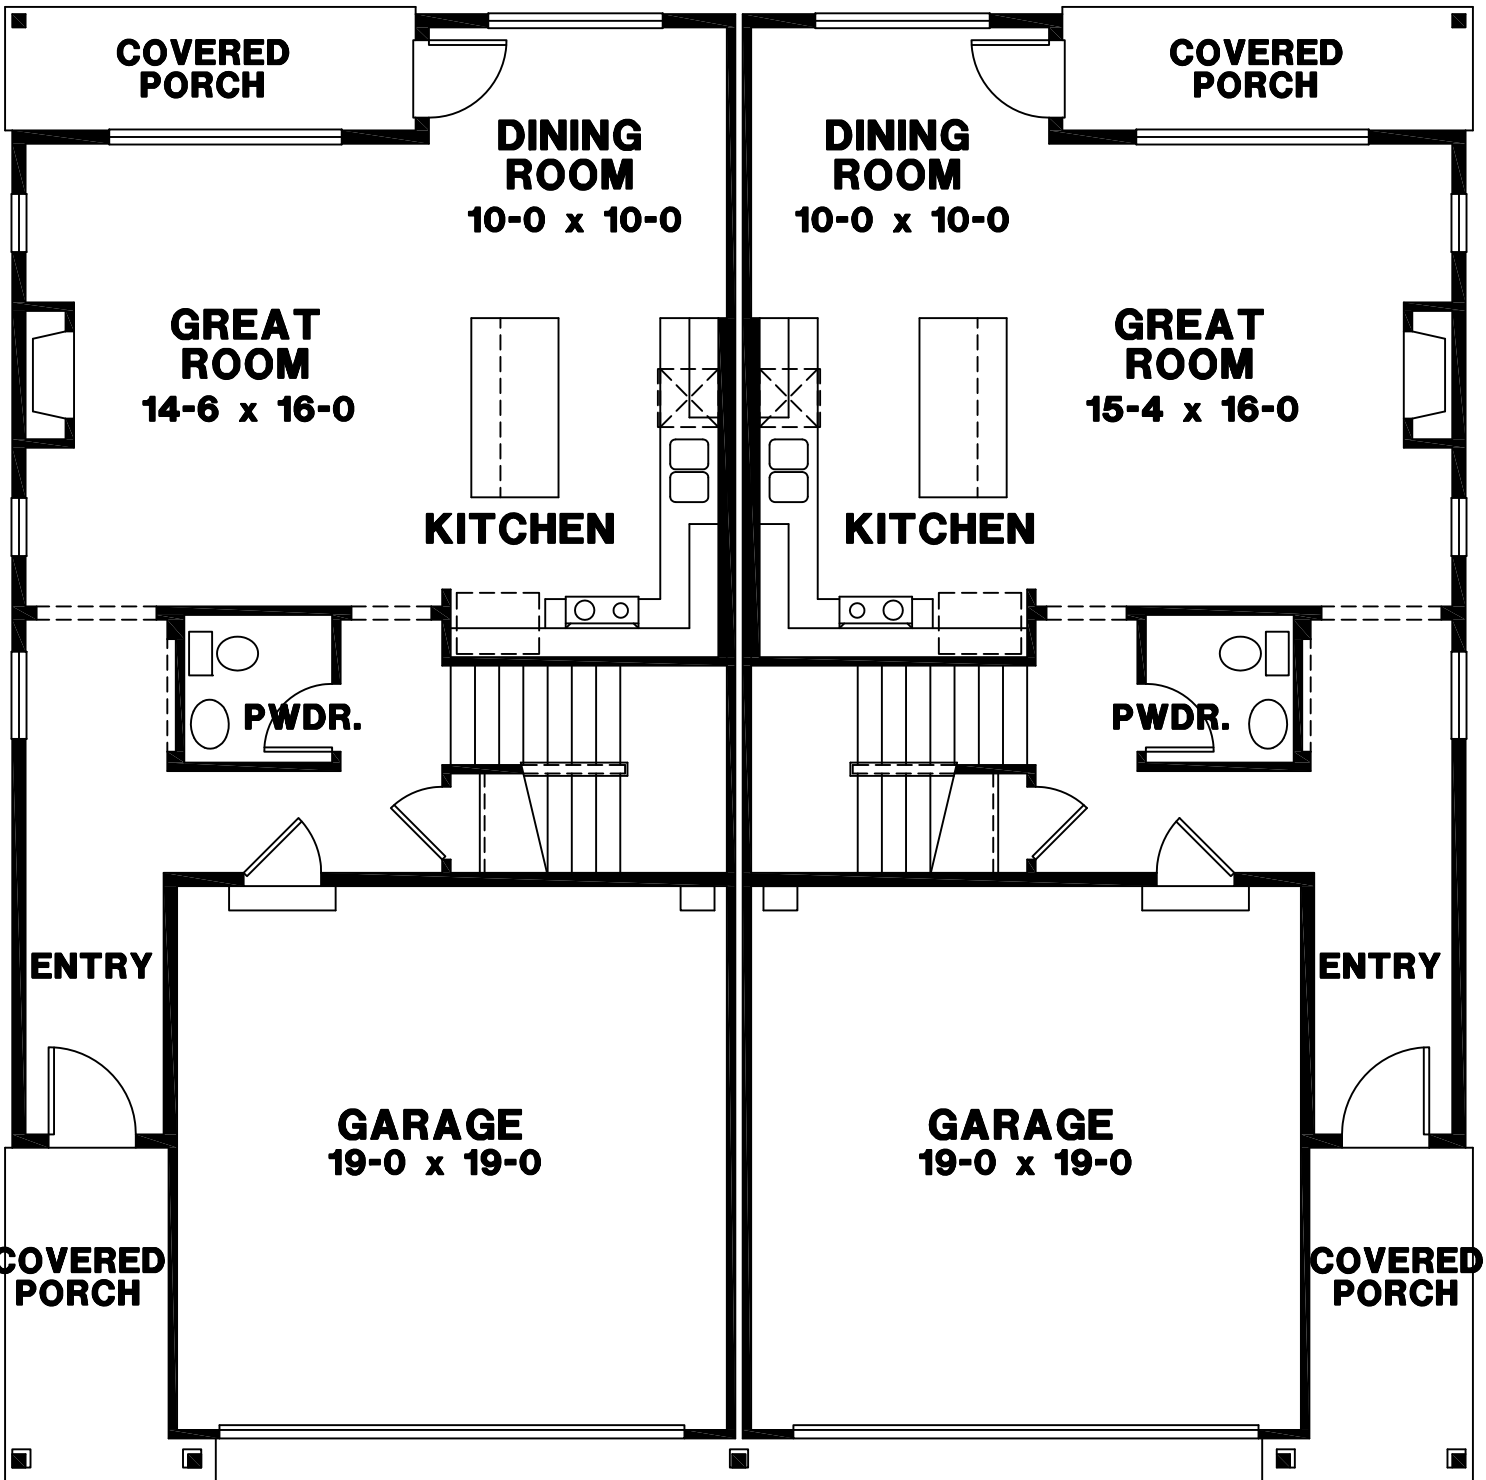 COVERED
PORCH
COVERED
PORCH
DINING
ROOM
10-0 x 10-0
DINING
ROOM
10-0 x 10-0
GREAT
ROOM
14-6 x 16-0
GREAT
ROOM
15-4 x 16-0
KITCHEN
KITCHEN
PWDR.
PWDR.
ENTRY
ENTRY
GARAGE
19-0 x 19-0
GARAGE
19-0 x 19-0
COVERED
PORCH
COVERED
PORCH